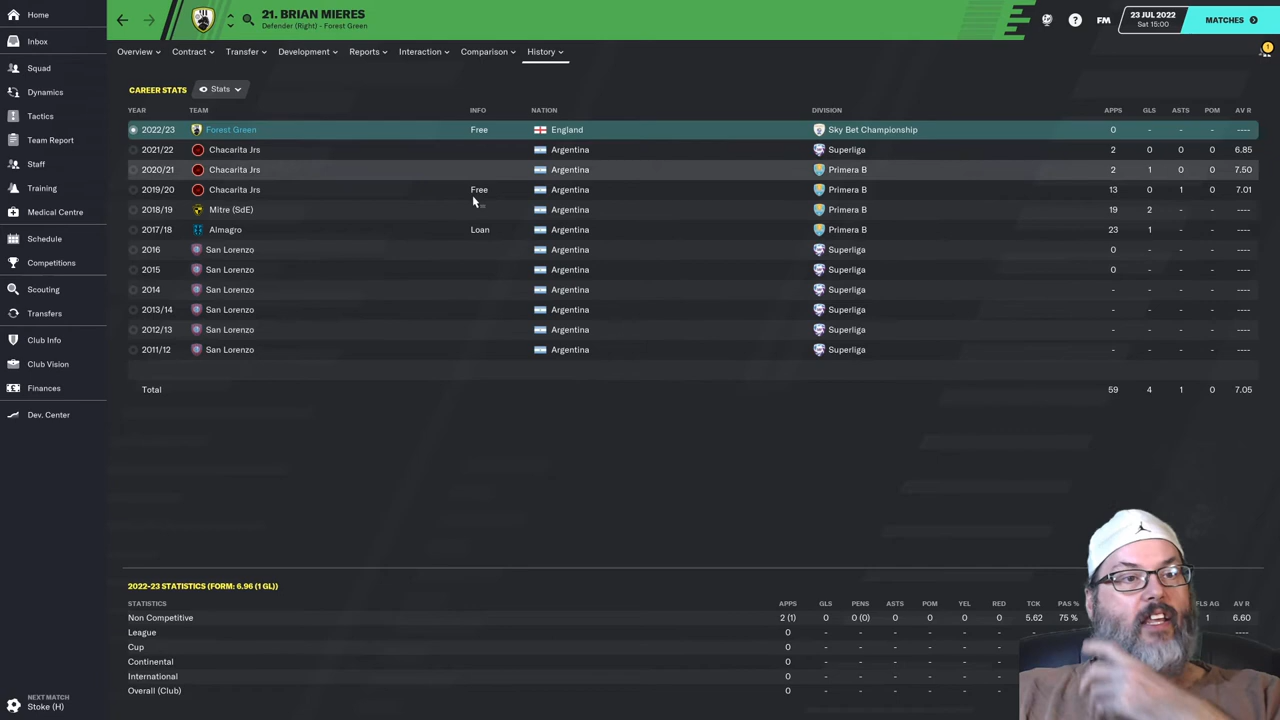 Home
Inbox
Squad
Dynamics
Tactics
Team Report
Staff
Training
Medical Centre
Schedule
Competitions
Scouting
Transfers
Club Info
Club Vision
Finances
Dev. Center
NEXT MATCH
Stoke (H)
21. BRIAN MIERES
Defender (Right) - Forest Green
? FM 23 JUL 2022 Sat 15:00 MATCHES
Overview Contract Transfer Development Reports Interaction Comparison History
CAREER STATS Stats
YEAR TEAM INFO NATION DIVISION APPS GLS ASTS POM AV R
2022/23 Forest Green Free England Sky Bet Championship 0 - - - ----
2021/22 Chacarita Jrs Argentina Superliga 2 0 0 0 6.85
2020/21 Chacarita Jrs Argentina Primera B 2 1 0 0 7.50
2019/20 Chacarita Jrs Free Argentina Primera B 13 0 1 0 7.01
2018/19 Mitre (SdE) Argentina Primera B 19 2 - - ----
2017/18 Almagro Loan Argentina Primera B 23 1 - - ----
2016 San Lorenzo Argentina Superliga 0 - - - ----
2015 San Lorenzo Argentina Superliga 0 - - - ----
2014 San Lorenzo Argentina Superliga - - - - ----
2013/14 San Lorenzo Argentina Superliga - - - - ----
2012/13 San Lorenzo Argentina Superliga - - - - ----
2011/12 San Lorenzo Argentina Superliga - - - - ----
Total 59 4 1 0 7.05
2022-23 STATISTICS (FORM: 6.96 (1 GL))
STATISTICS APPS GLS PENS ASTS POM YEL RED TCK PAS % FLS AG AV R
Non Competitive 2 (1) 0 0 (0) 0 0 0 0 5.62 75 % 1 6.60
League 0 - - - - - - - ----
Cup 0 - - - - - -
Continental 0 - - - - - -
International 0 - - - - - -
Overall (Club) 0 - - - - - -